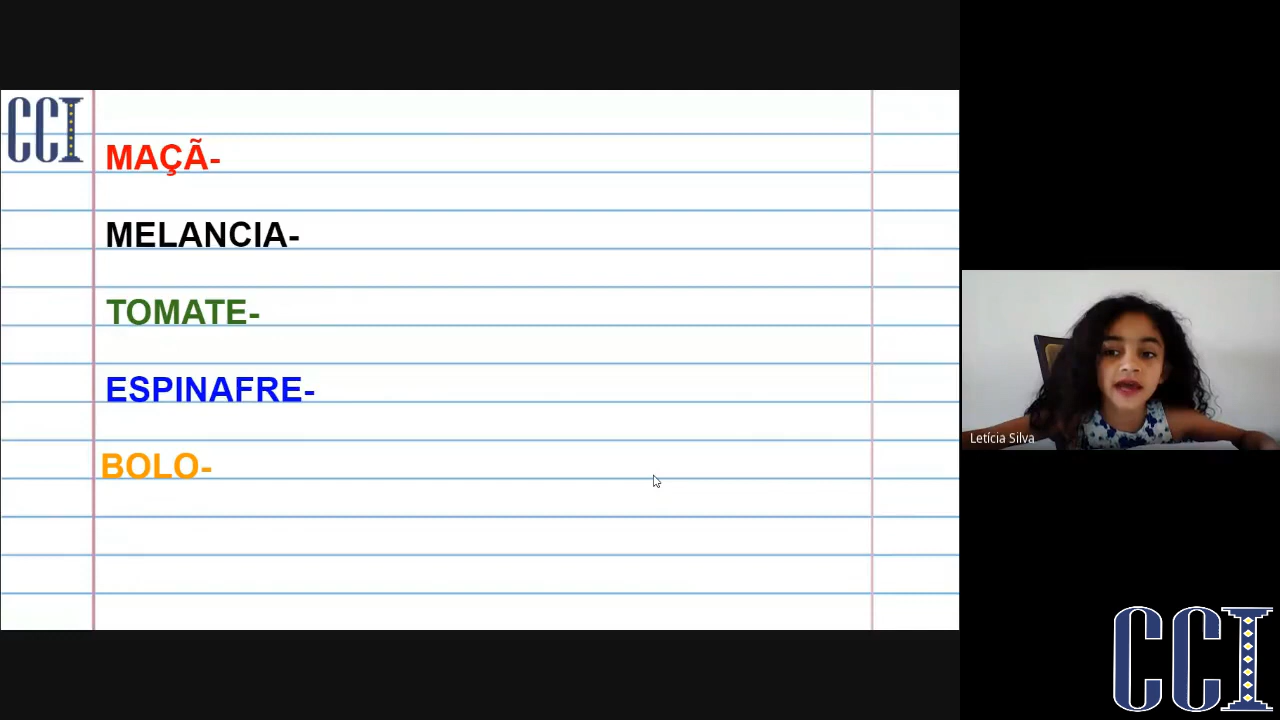 CCI
MAÇÃ-
MELANCIA-
TOMATE-
ESPINAFRE-
BOLO-
Letícia Silva
CCI